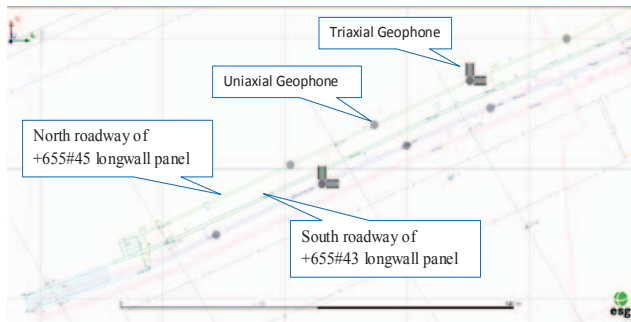 Triaxial Geophone
Uniaxial Geophone
North roadway of
+655#45 longwall panel
South roadway of
+655#43 longwall panel
esg